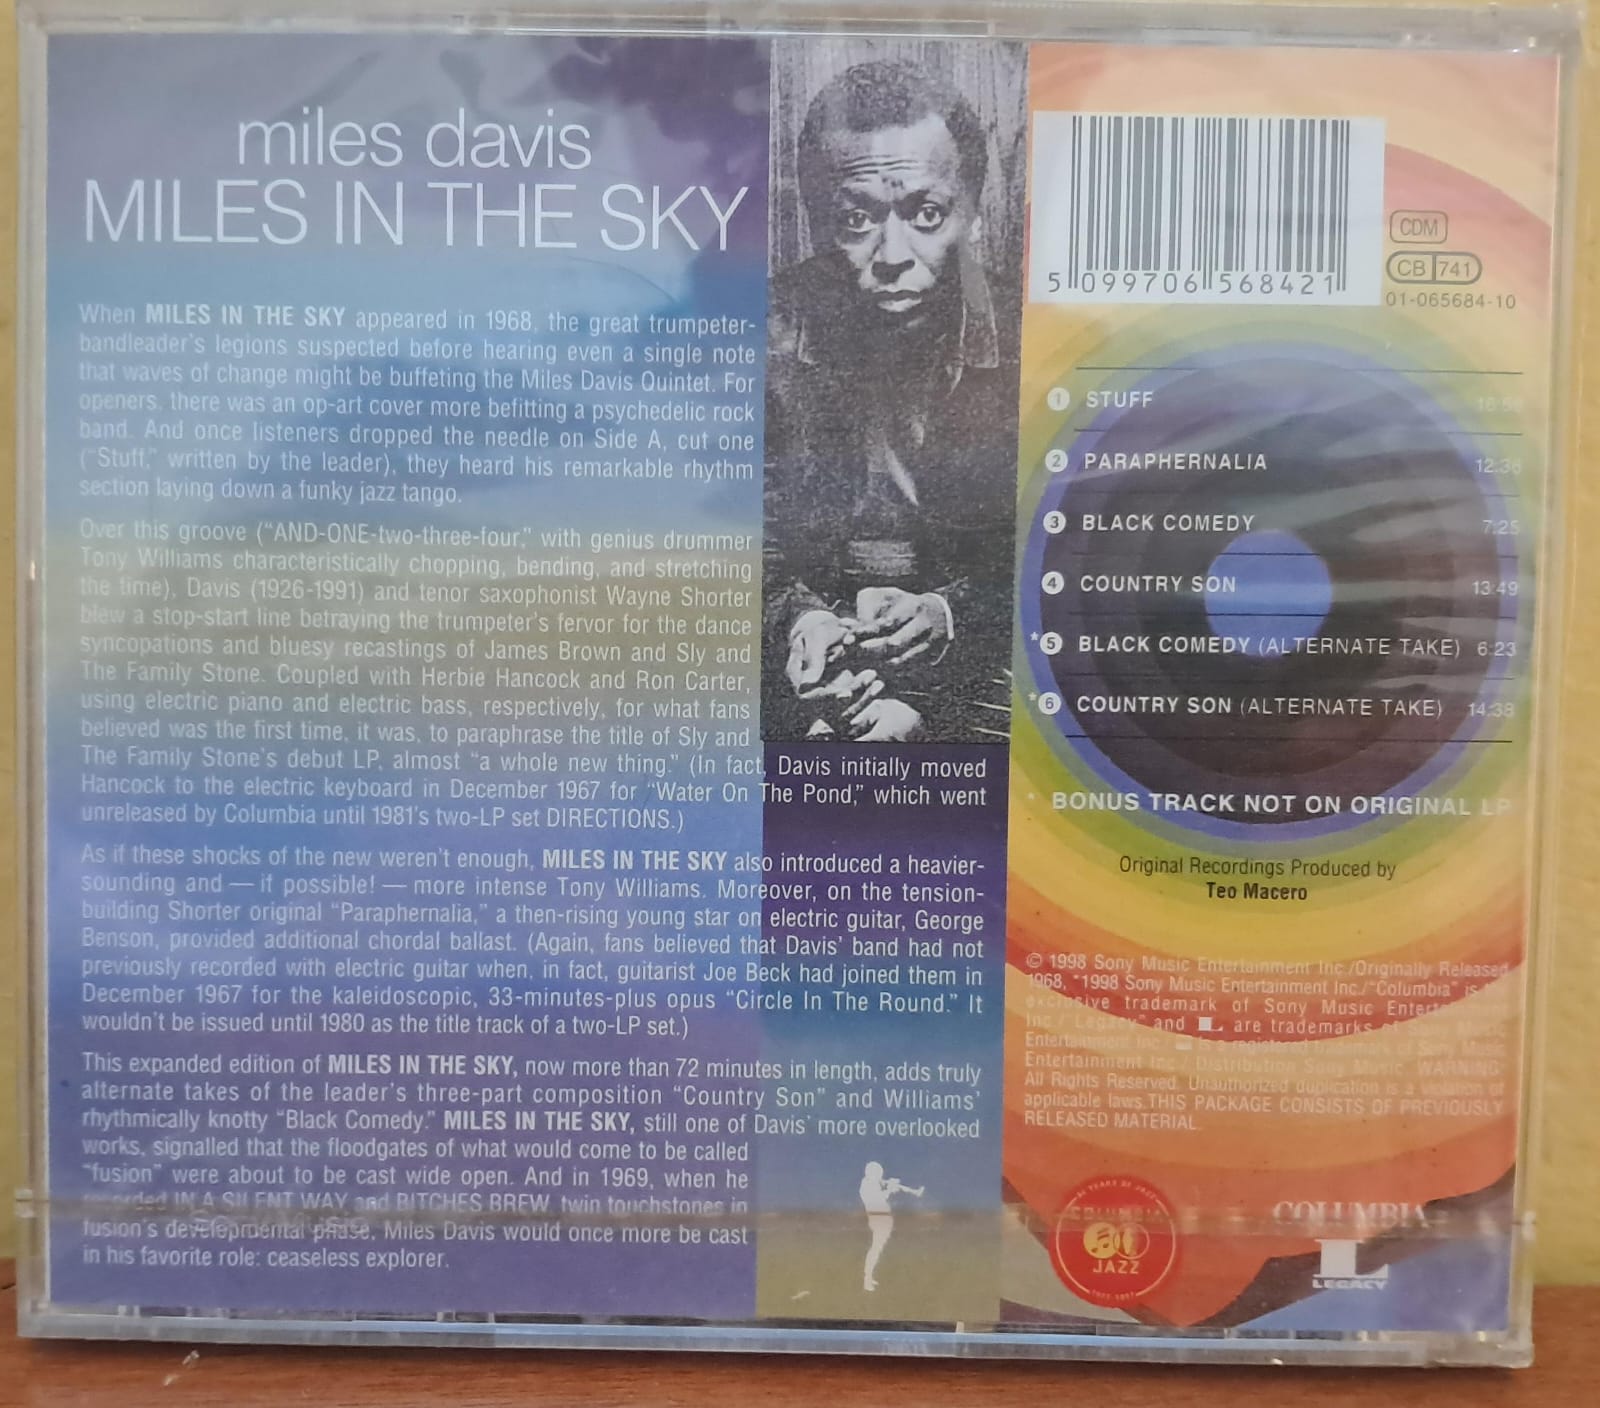 miles davis
MILES IN THE SKY
When MILES IN THE SKY appeared in 1968, the great trumpeter-
bandleader's legions suspected before hearing even a single note
that waves of change might be buffeting the Miles Davis Quintet. For
openers, there was an op-art cover more befitting a psychedelic rock
band. And once listeners dropped the needle on Side A, cut one
("Stuff," written by the leader), they heard his remarkable rhythm
section laying down a funky jazz tango.
Over this groove ("AND-ONE-two-three-four," with genius drummer
Tony Williams characteristically chopping, bending, and stretching
the time), Davis (1926-1991) and tenor saxophonist Wayne Shorter
blew a stop-start line betraying the trumpeter's fervor for the dance
syncopations and bluesy recastings of James Brown and Sly and
The Family Stone. Coupled with Herbie Hancock and Ron Carter,
using electric piano and electric bass, respectively, for what fans
believed was the first time, it was, to paraphrase the title of Sly and
The Family Stone's debut LP, almost "a whole new thing." (In fact, Davis initially moved
Hancock to the electric keyboard in December 1967 for "Water On The Pond," which went
unreleased by Columbia until 1981's two-LP set DIRECTIONS.)
As if these shocks of the new weren't enough, MILES IN THE SKY also introduced a heavier-
sounding and — if possible! — more intense Tony Williams. Moreover, on the tension-
building Shorter original "Paraphernalia," a then-rising young star on electric guitar, George
Benson, provided additional chordal ballast. (Again, fans believed that Davis' band had not
previously recorded with electric guitar when, in fact, guitarist Joe Beck had joined them in
December 1967 for the kaleidoscopic, 33-minutes-plus opus "Circle In The Round." It
wouldn't be issued until 1980 as the title track of a two-LP set.)
This expanded edition of MILES IN THE SKY, now more than 72 minutes in length, adds truly
alternate takes of the leader's three-part composition "Country Son" and Williams'
rhythmically knotty "Black Comedy." MILES IN THE SKY, still one of Davis' more overlooked
works, signalled that the floodgates of what would come to be called
"fusion" were about to be cast wide open. And in 1969, when he
recorded IN A SILENT WAY and BITCHES BREW, twin touchstones in
fusion's developmental phase, Miles Davis would once more be cast
in his favorite role: ceaseless explorer.
5 099706 568421
CDM
CB 741
01-065684-10
1 STUFF
2 PARAPHERNALIA 12:36
3 BLACK COMEDY 7:25
4 COUNTRY SON 13:49
*5 BLACK COMEDY (ALTERNATE TAKE) 6:23
*6 COUNTRY SON (ALTERNATE TAKE) 14:38
* BONUS TRACK NOT ON ORIGINAL LP
Original Recordings Produced by
Teo Macero
© 1998 Sony Music Entertainment Inc./Originally Released
1968, *1998 Sony Music Entertainment Inc./"Columbia" is
exclusive trademark of Sony Music
Inc./"Legacy" and L are trademarks of Sony Music
Entertainment Inc./ is a registered trademark of Sony Music
Entertainment Inc./ Distribution Sony Music. WARNING:
All Rights Reserved. Unauthorized duplication is a violation of
applicable laws.THIS PACKAGE CONSISTS OF PREVIOUSLY
RELEASED MATERIAL.
COLUMBIA
JAZZ
COLUMBIA
L
LEGACY